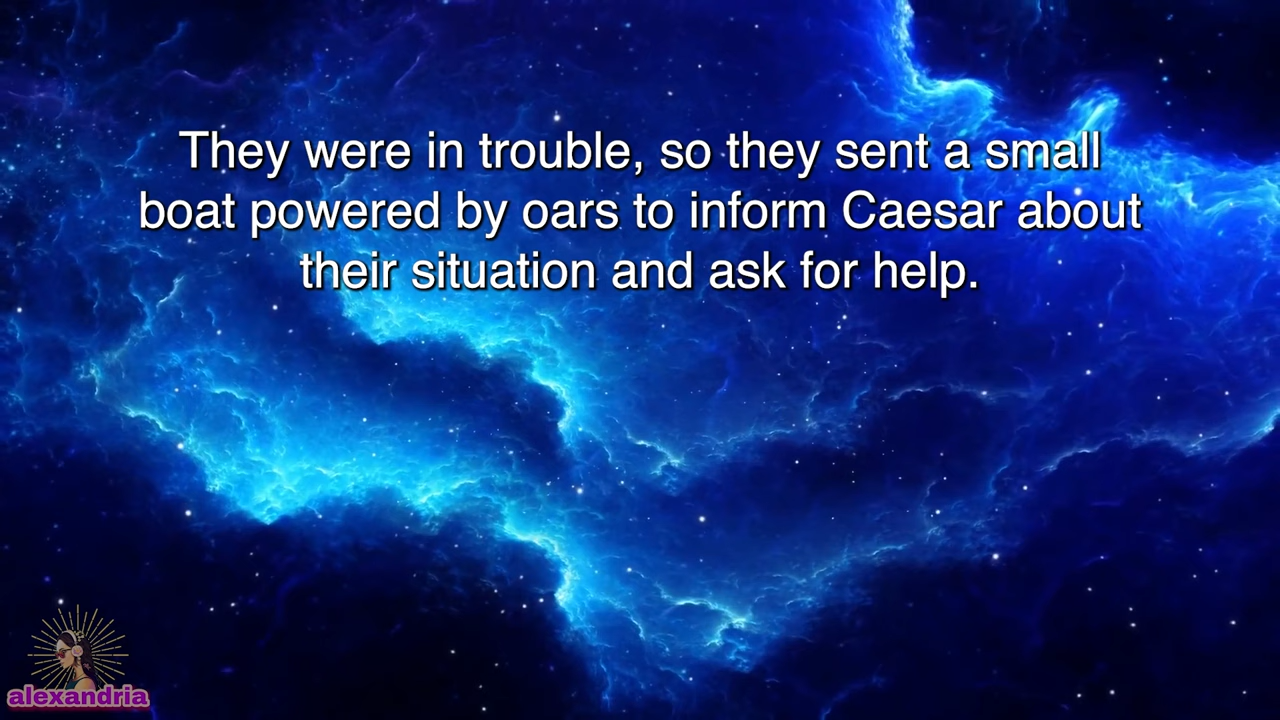 They were in trouble, so they sent a small
boat powered by oars to inform Caesar about
their situation and ask for help.
alexandria